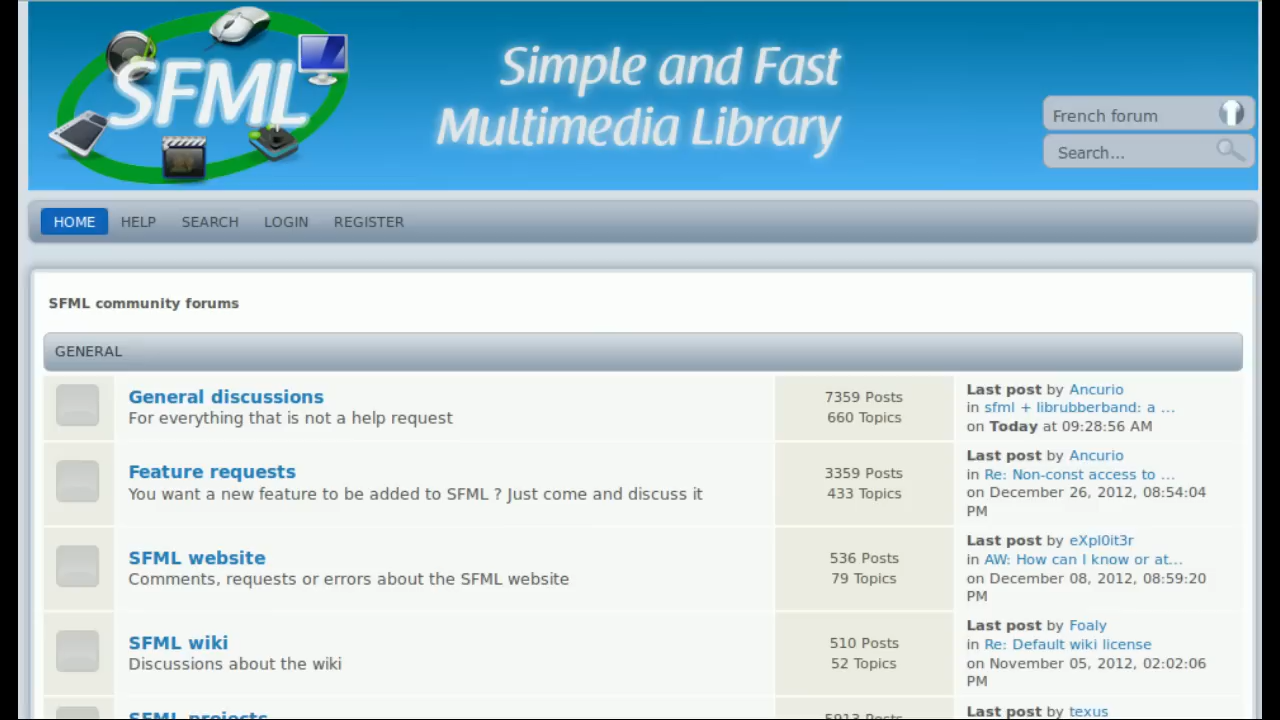 SFML
Simple and Fast
Multimedia Library
French forum
Search...
HOME HELP SEARCH LOGIN REGISTER
SFML community forums
GENERAL
General discussions
For everything that is not a help request
7359 Posts
660 Topics
Last post by Ancurio
in sfml + librubberband: a ...
on Today at 09:28:56 AM
Feature requests
You want a new feature to be added to SFML ? Just come and discuss it
3359 Posts
433 Topics
Last post by Ancurio
in Re: Non-const access to ...
on December 26, 2012, 08:54:04
PM
SFML website
Comments, requests or errors about the SFML website
536 Posts
79 Topics
Last post by eXpl0it3r
in AW: How can I know or at...
on December 08, 2012, 08:59:20
PM
SFML wiki
Discussions about the wiki
510 Posts
52 Topics
Last post by Foaly
in Re: Default wiki license
on November 05, 2012, 02:02:06
PM
SFML projects
5913 Posts
Last post by texus